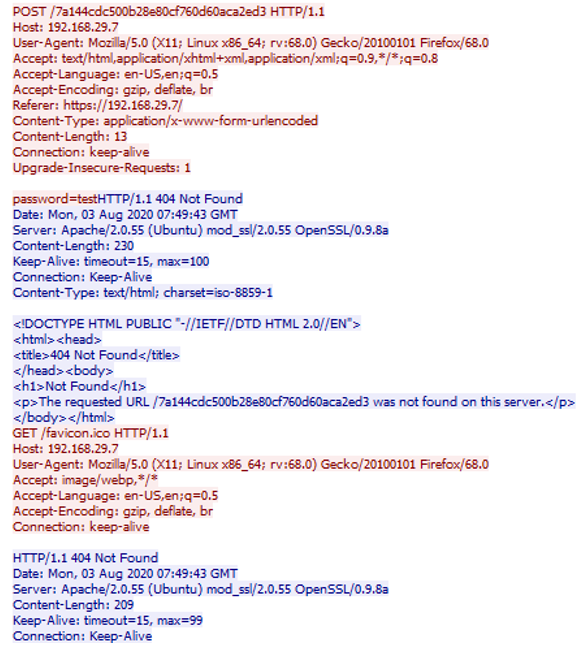 POST /7a144cdc500b28e80cf760d60aca2ed3 HTTP/1.1
Host: 192.168.29.7
User-Agent: Mozilla/5.0 (X11; Linux x86_64; rv:68.0) Gecko/20100101 Firefox/68.0
Accept: text/html,application/xhtml+xml,application/xml;q=0.9,*/*;q=0.8
Accept-Language: en-US,en;q=0.5
Accept-Encoding: gzip, deflate, br
Referer: https://192.168.29.7/
Content-Type: application/x-www-form-urlencoded
Content-Length: 13
Connection: keep-alive
Upgrade-Insecure-Requests: 1
password=testHTTP/1.1 404 Not Found
Date: Mon, 03 Aug 2020 07:49:43 GMT
Server: Apache/2.0.55 (Ubuntu) mod_ssl/2.0.55 OpenSSL/0.9.8a
Content-Length: 230
Keep-Alive: timeout=15, max=100
Connection: Keep-Alive
Content-Type: text/html; charset=iso-8859-1
<!DOCTYPE HTML PUBLIC "-//IETF//DTD HTML 2.0//EN">
<html><head>
<title>404 Not Found</title>
</head><body>
<h1>Not Found</h1>
<p>The requested URL /7a144cdc500b28e80cf760d60aca2ed3 was not found on this server.</p>
</body></html>
GET /favicon.ico HTTP/1.1
Host: 192.168.29.7
User-Agent: Mozilla/5.0 (X11; Linux x86_64; rv:68.0) Gecko/20100101 Firefox/68.0
Accept: image/webp,*/*
Accept-Language: en-US,en;q=0.5
Accept-Encoding: gzip, deflate, br
Connection: keep-alive
HTTP/1.1 404 Not Found
Date: Mon, 03 Aug 2020 07:49:43 GMT
Server: Apache/2.0.55 (Ubuntu) mod_ssl/2.0.55 OpenSSL/0.9.8a
Content-Length: 209
Keep-Alive: timeout=15, max=99
Connection: Keep-Alive